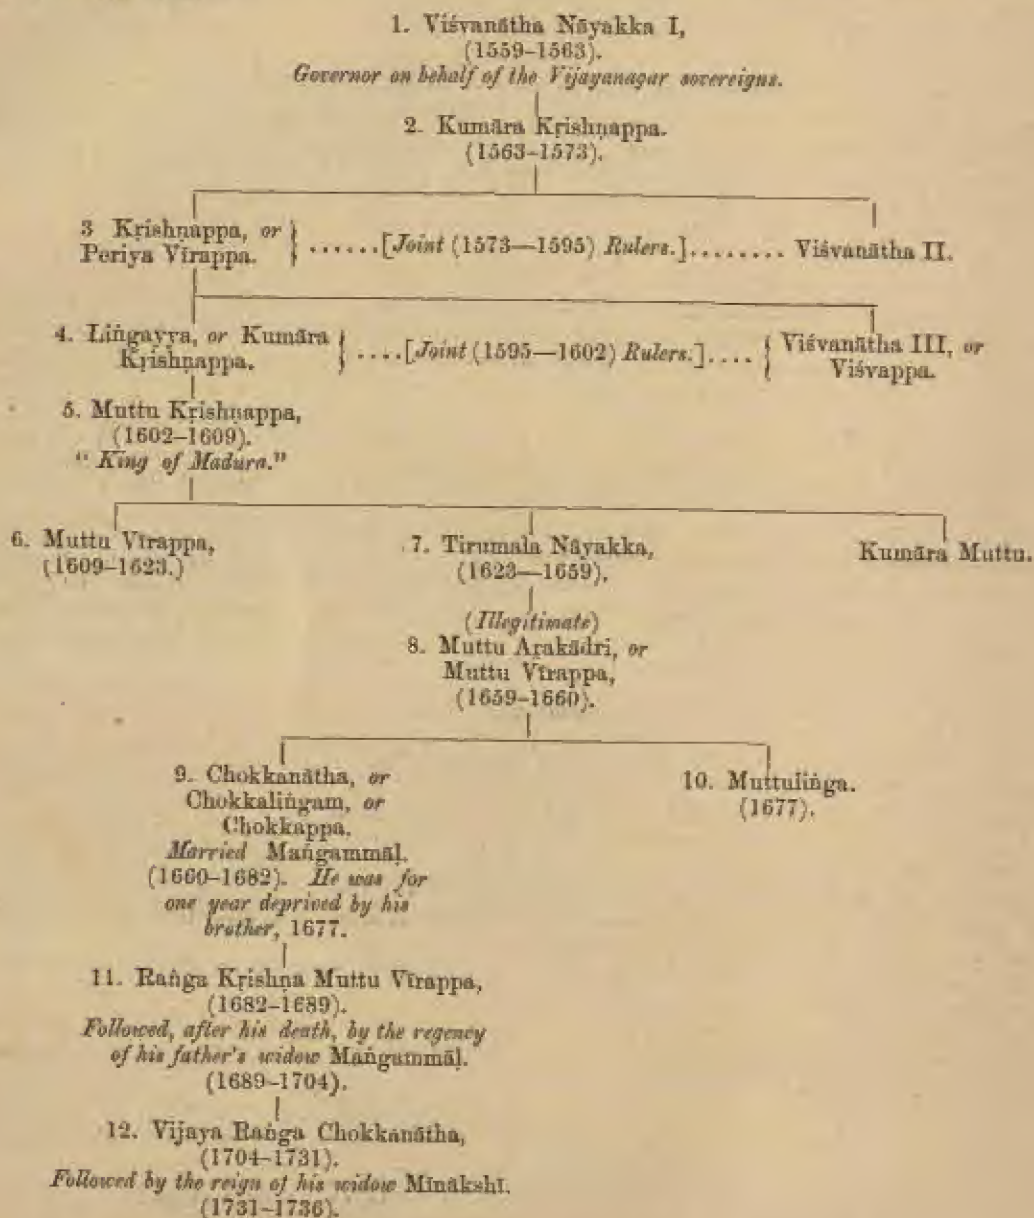 1. Viśvanātha Nāyakka I,
(1559–1563).
Governor on behalf of the Vijayanagar sovereigns.
2. Kumāra Kṛishṇappa.
(1563–1573).
3 Kṛishṇappa, or
Periya Vīrappa. } ......[Joint (1573—1595) Rulers.]........ Viśvanātha II.
4. Liṅgayya, or Kumāra
Kṛishṇappa. } ....[Joint (1595—1602) Rulers.].... { Viśvanātha III, or
Viśvappa.
5. Muttu Kṛishṇappa,
(1602–1609).
"King of Madura."
6. Muttu Vīrappa,
(1609–1623.)
7. Tirumala Nāyakka,
(1623—1659).
Kumāra Muttu.
(Illegitimate)
8. Muttu Aṛakādri, or
Muttu Vīrappa,
(1659–1660).
9. Chokkanātha, or
Chokkaliṅgam, or
Chokkappa.
Married Maṅgammāḷ.
(1660–1682). He was for
one year deprived by his
brother, 1677.
10. Muttuliṅga.
(1677).
11. Raṅga Kṛishṇa Muttu Vīrappa,
(1682–1689).
Followed, after his death, by the regency
of his father's widow Maṅgammāḷ.
(1689–1704).
12. Vijaya Raṅga Chokkanātha,
(1704–1731).
Followed by the reign of his widow Mīnākshī.
(1731–1736).